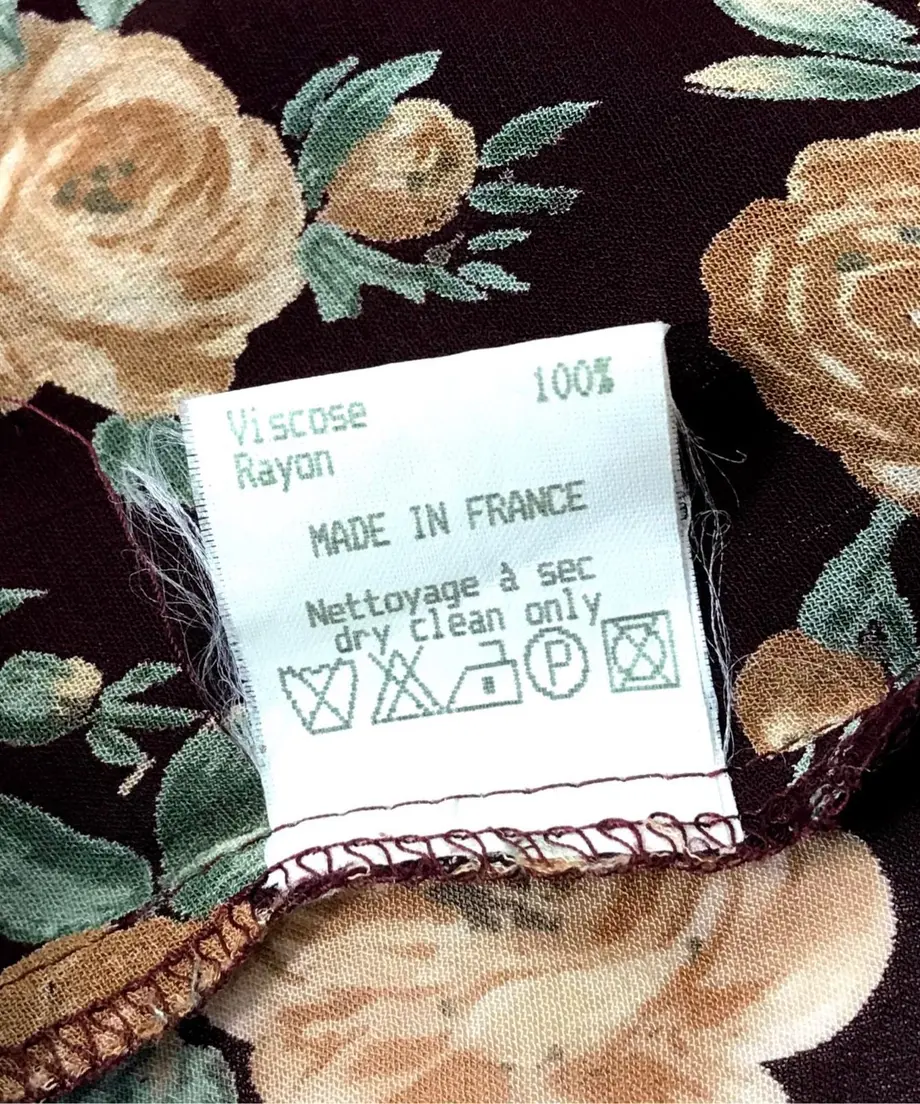 Viscose 100%
Rayon
MADE IN FRANCE
Nettoyage à sec
dry clean only
P